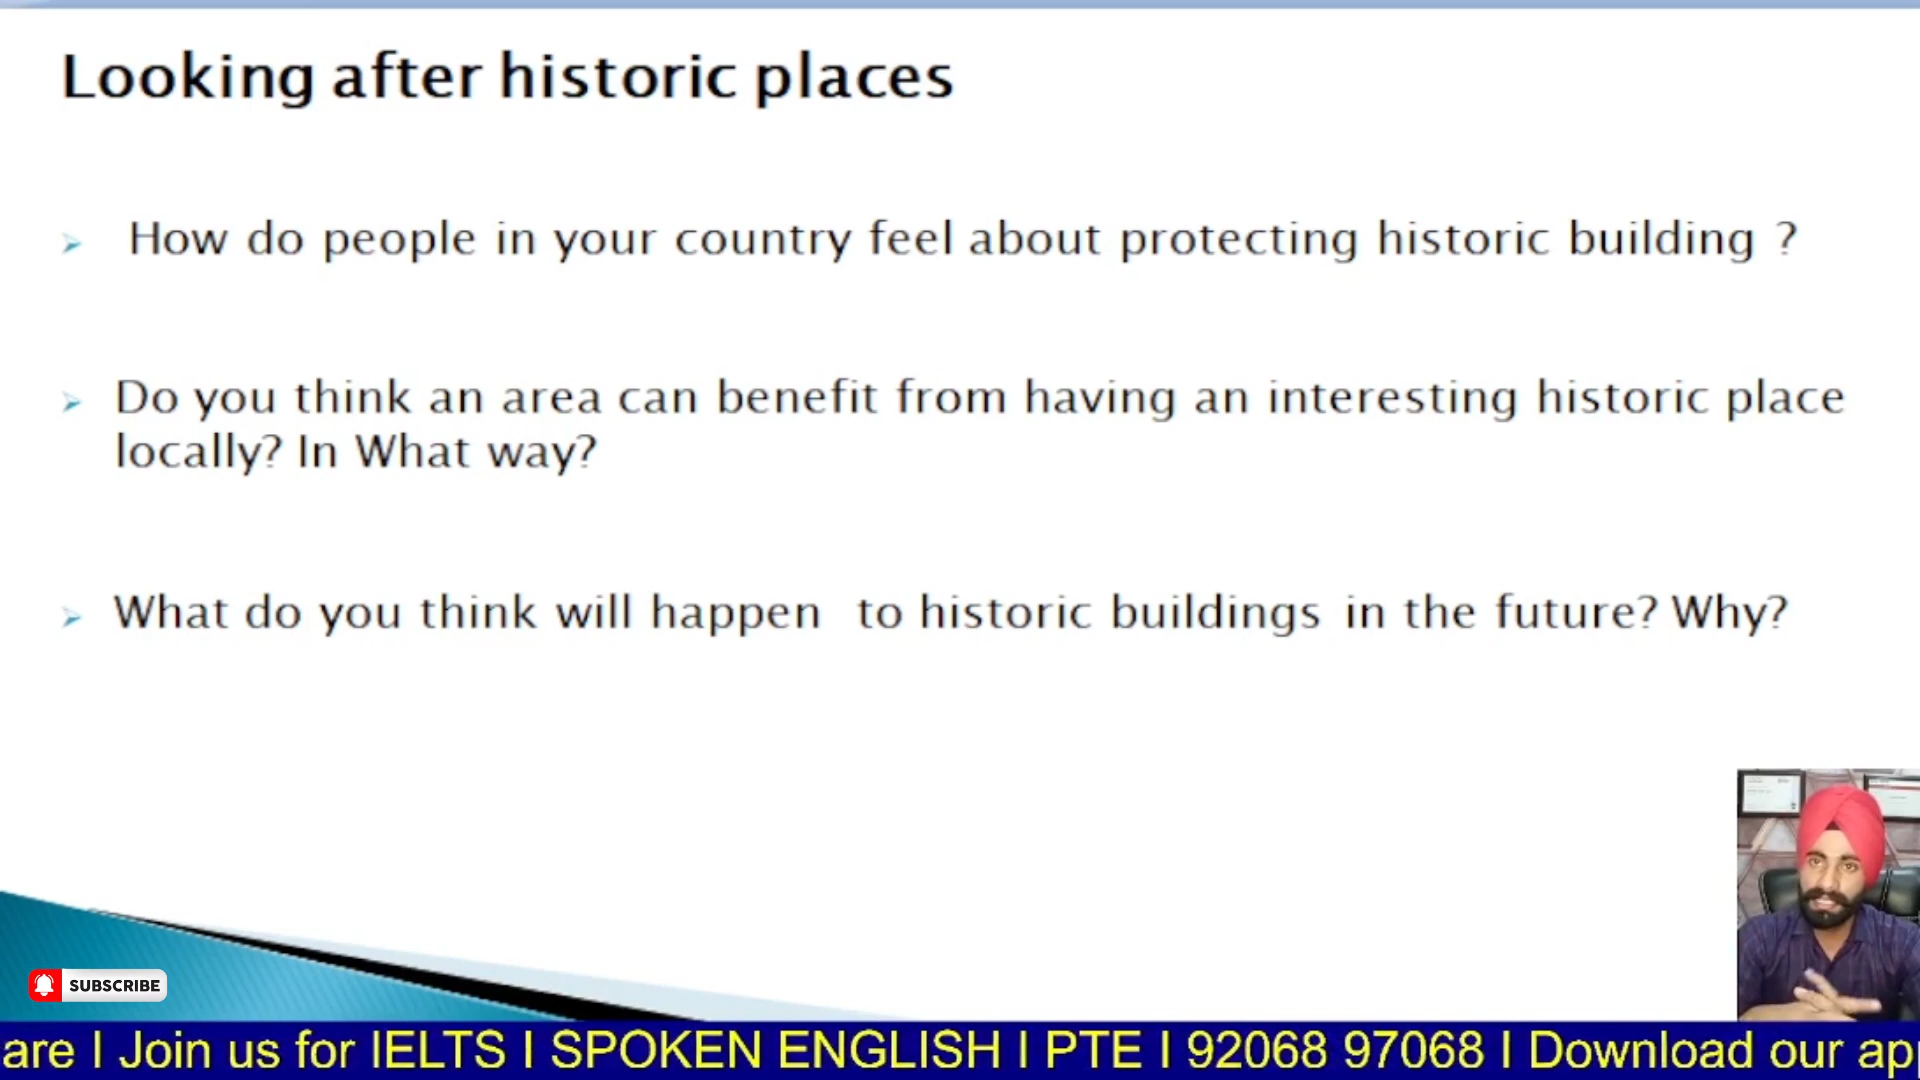 Looking after historic places
How do people in your country feel about protecting historic building ?
Do you think an area can benefit from having an interesting historic place
locally? In What way?
What do you think will happen to historic buildings in the future? Why?
SUBSCRIBE
are I Join us for IELTS I SPOKEN ENGLISH I PTE I 92068 97068 I Download our ap